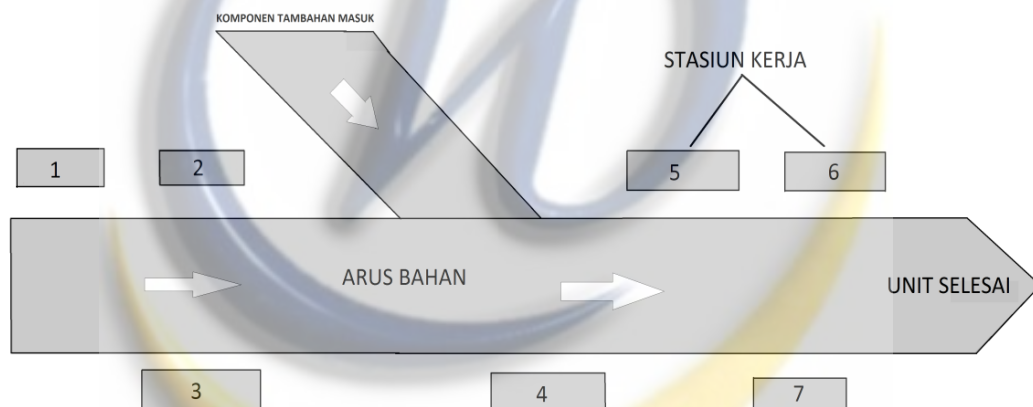 KOMPONEN TAMBAHAN MASUK
STASIUN KERJA
1
2
5
6
ARUS BAHAN
UNIT SELESAI
3
4
7